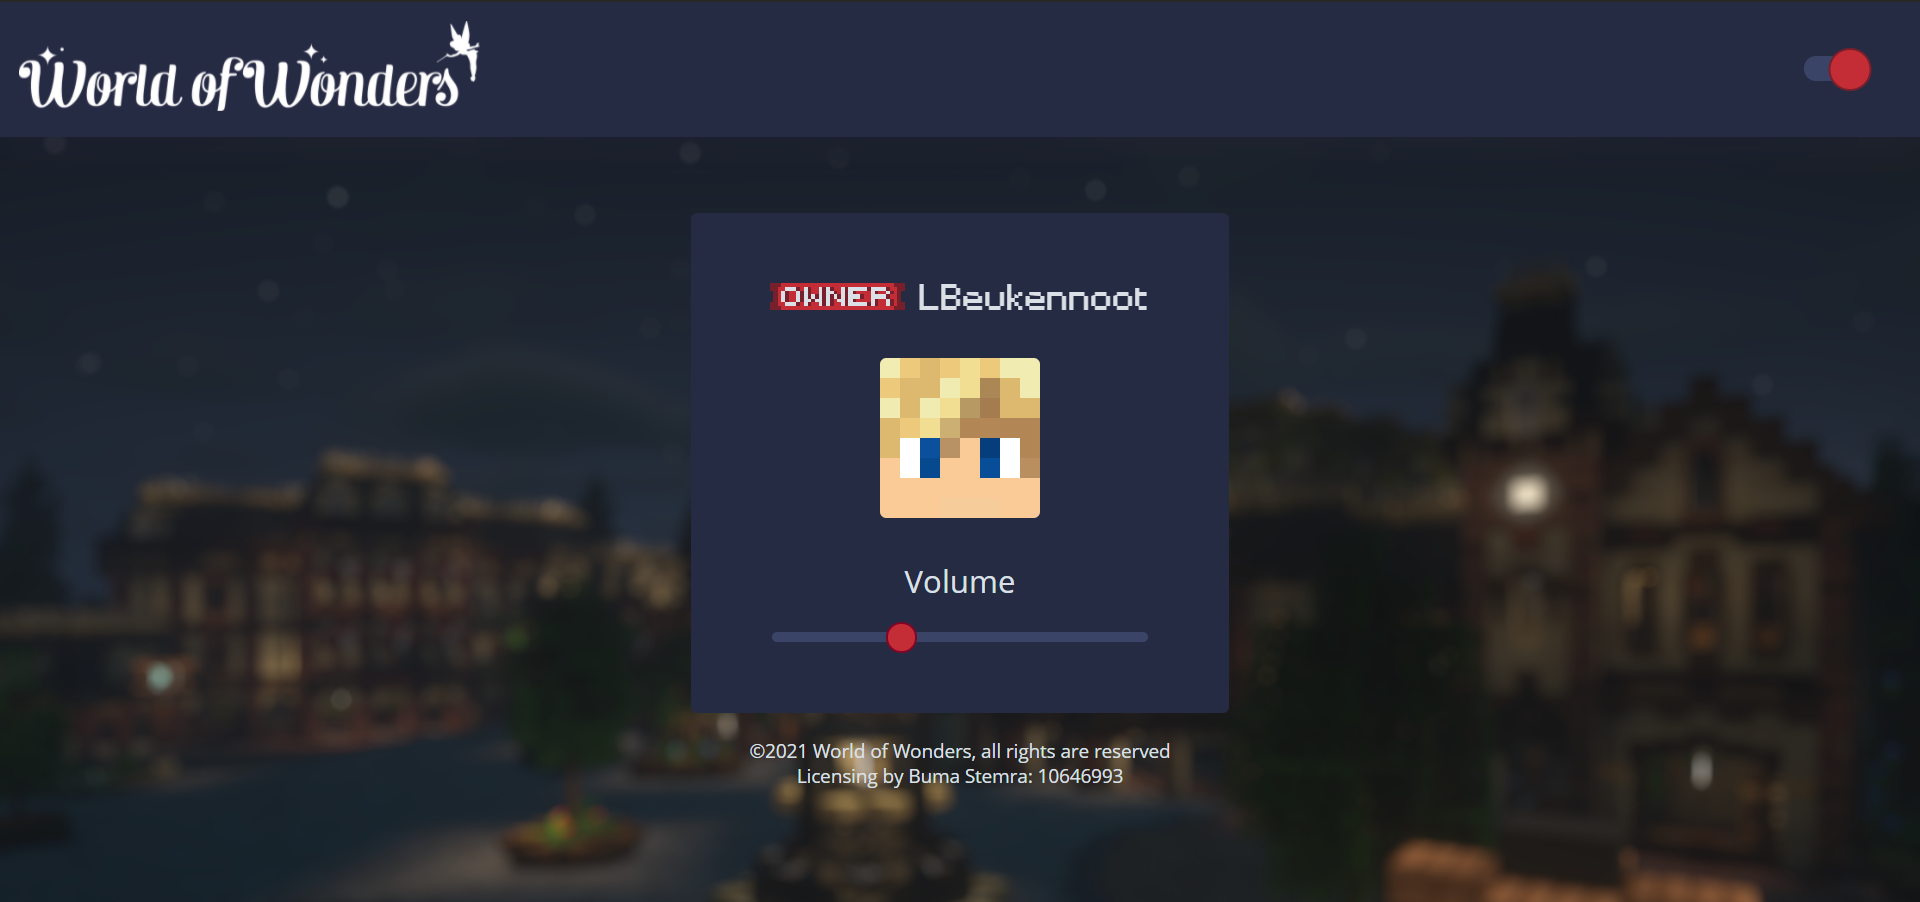 World of Wonders
OWNER LBeukennoot
Volume
©2021 World of Wonders, all rights are reserved
Licensing by Buma Stemra: 10646993